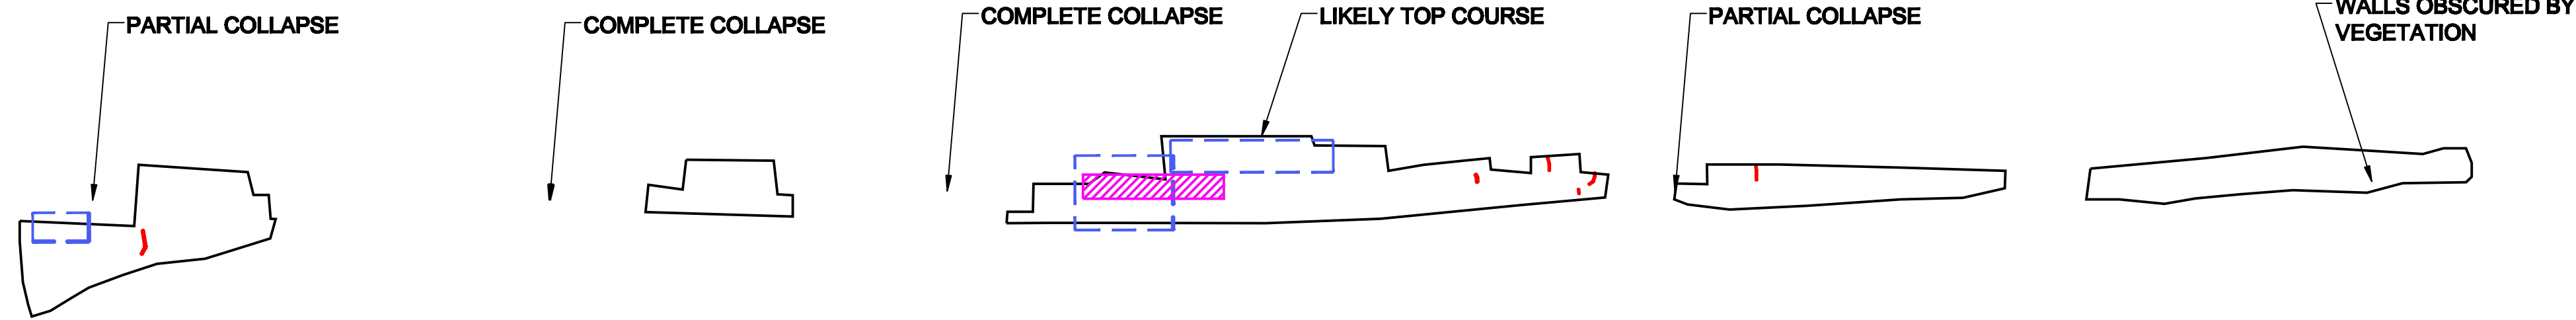 PARTIAL COLLAPSE
COMPLETE COLLAPSE
COMPLETE COLLAPSE
LIKELY TOP COURSE
PARTIAL COLLAPSE
WALLS OBSCURED BY
VEGETATION